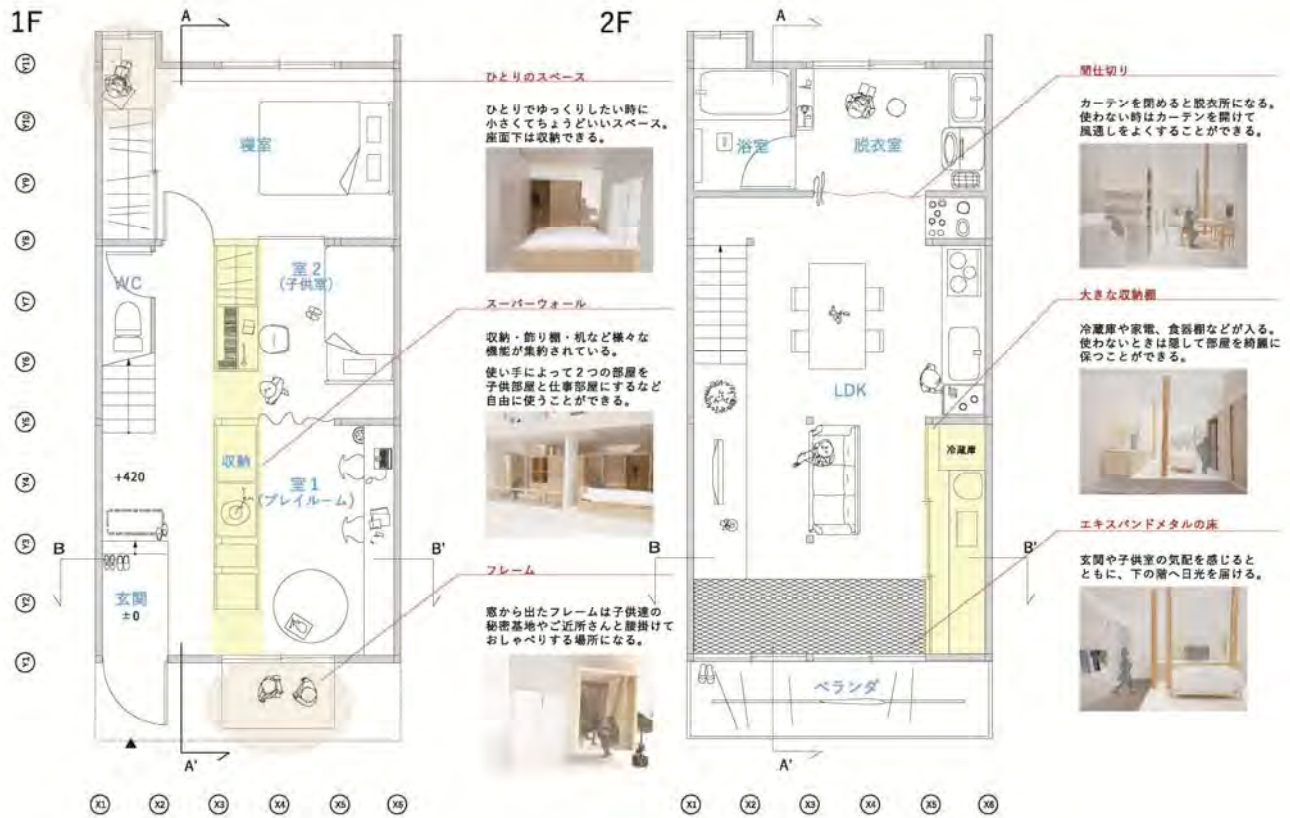 1F
A
Y11
Y10
Y9
Y8
Y7
Y6
Y5
Y4
Y3
Y2
Y1
寝室
WC
室2
(子供室)
収納
室1
(プレイルーム)
+420
B
B'
玄関
±0
A'
X1
X2
X3
X4
X5
X6
ひとりのスペース
ひとりでゆっくりしたい時に
小さくてちょうどいいスペース。
座面下は収納できる。
スーパーウォール
収納・飾り棚・机など様々な
機能が集約されている。
使い手によって2つの部屋を
子供部屋と仕事部屋にするなど
自由に使うことができる。
フレーム
窓から出たフレームは子供達の
秘密基地やご近所さんと腰掛けて
おしゃべりする場所になる。
2F
A
浴室
脱衣室
LDK
冷蔵庫
B
B'
ベランダ
A'
X1
X2
X3
X4
X5
X6
間仕切り
カーテンを閉めると脱衣所になる。
使わない時はカーテンを開けて
風通しをよくすることができる。
大きな収納棚
冷蔵庫や家電、食器棚などが入る。
使わないときは隠して部屋を綺麗に
保つことができる。
エキスパンドメタルの床
玄関や子供室の気配を感じると
ともに、下の階へ日光を届ける。